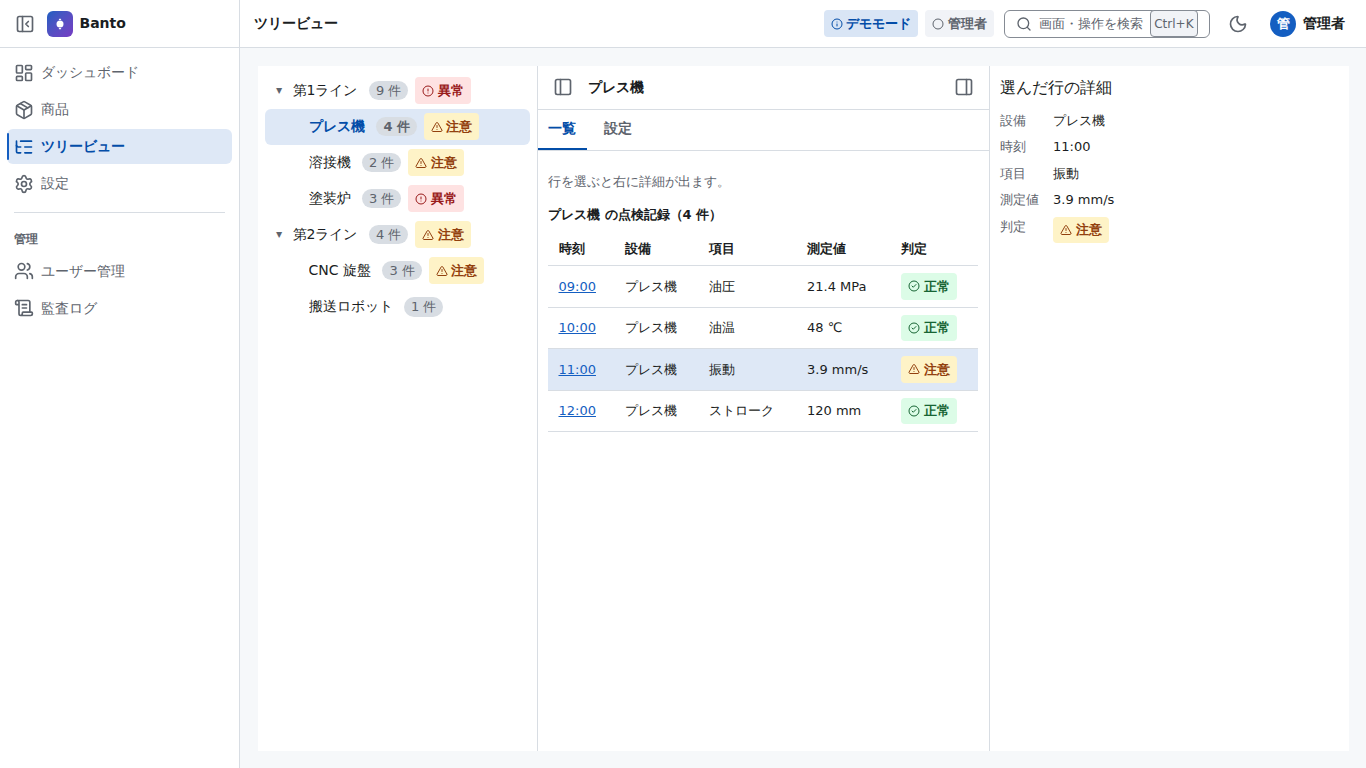 Banto
ツリービュー
デモモード
管理者
画面・操作を検索
Ctrl+K
管
管理者
ダッシュボード
商品
ツリービュー
設定
管理
ユーザー管理
監査ログ
第1ライン 9 件 異常
プレス機 4 件 注意
溶接機 2 件 注意
塗装炉 3 件 異常
第2ライン 4 件 注意
CNC 旋盤 3 件 注意
搬送ロボット 1 件
プレス機
一覧 設定
行を選ぶと右に詳細が出ます。
プレス機 の点検記録（4 件）
時刻 設備 項目 測定値 判定
09:00 プレス機 油圧 21.4 MPa 正常
10:00 プレス機 油温 48 ℃ 正常
11:00 プレス機 振動 3.9 mm/s 注意
12:00 プレス機 ストローク 120 mm 正常
選んだ行の詳細
設備 プレス機
時刻 11:00
項目 振動
測定値 3.9 mm/s
判定 注意